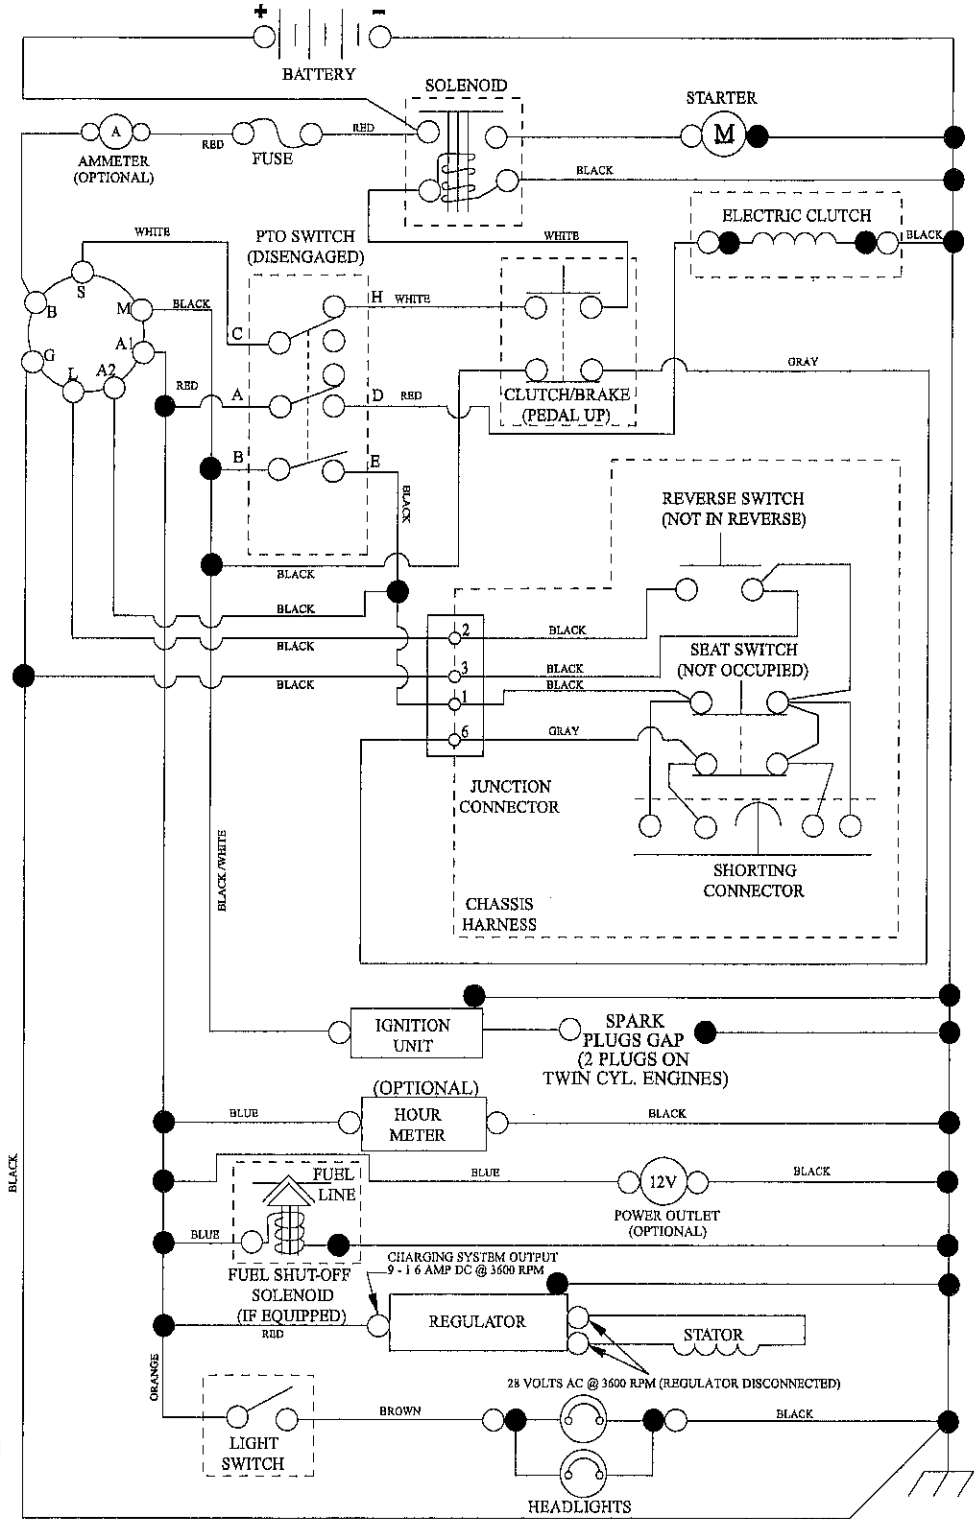 +
-
BATTERY
SOLENOID
STARTER
M
A
RED
FUSE
RED
AMMETER
(OPTIONAL)
BLACK
ELECTRIC CLUTCH
BLACK
WHITE
PTO SWITCH
(DISENGAGED)
WHITE
S
B
M
BLACK
H
WHITE
C
G
A1
L
A2
RED
A
D
RED
GRAY
CLUTCH/BRAKE
(PEDAL UP)
B
E
BLACK
REVERSE SWITCH
(NOT IN REVERSE)
BLACK
BLACK
BLACK
2
BLACK
SEAT SWITCH
(NOT OCCUPIED)
BLACK
3
BLACK
BLACK
1
6
GRAY
JUNCTION
CONNECTOR
BLACK/WHITE
SHORTING
CONNECTOR
CHASSIS
HARNESS
IGNITION
UNIT
SPARK
PLUGS GAP
(2 PLUGS ON
TWIN CYL. ENGINES)
(OPTIONAL)
HOUR
METER
BLUE
BLACK
BLACK
FUEL
LINE
BLUE
12V
BLACK
POWER OUTLET
(OPTIONAL)
BLUE
CHARGING SYSTEM OUTPUT
9 - 1 6 AMP DC @ 3600 RPM
FUEL SHUT-OFF
SOLENOID
(IF EQUIPPED)
RED
REGULATOR
STATOR
ORANGE
28 VOLTS AC @ 3600 RPM (REGULATOR DISCONNECTED)
BROWN
BLACK
LIGHT
SWITCH
HEADLIGHTS